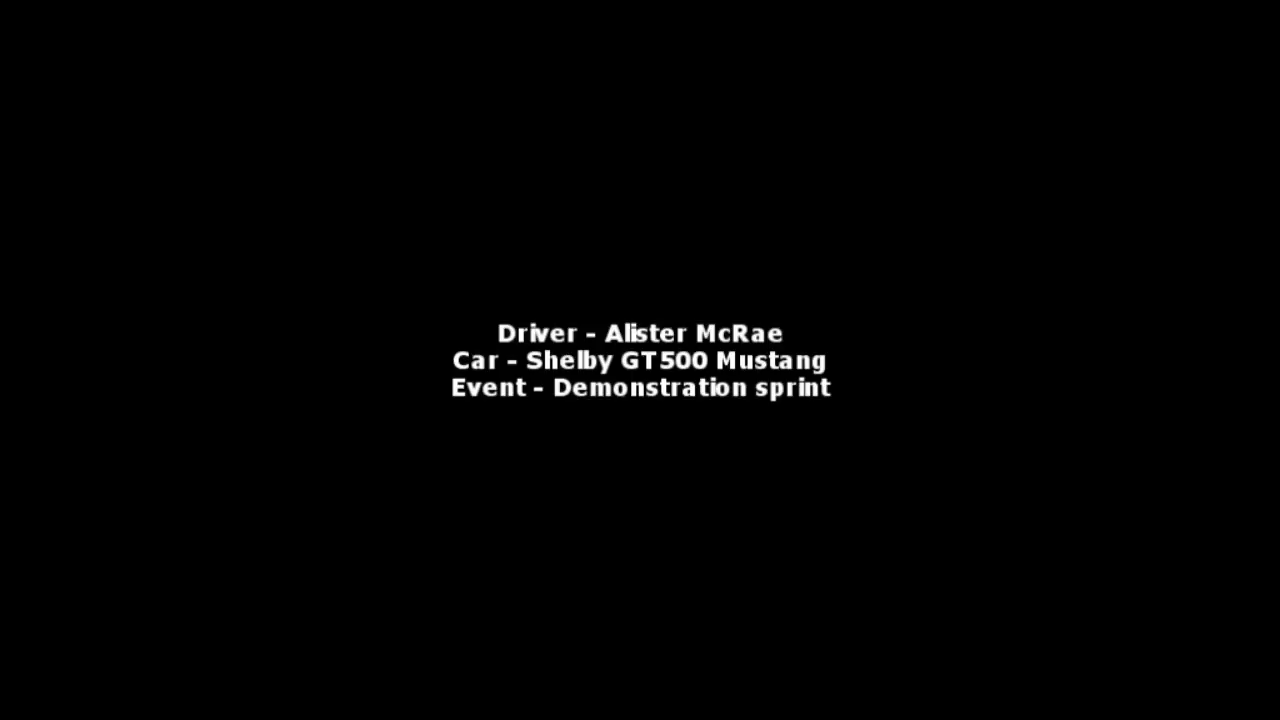 Driver - Alister McRae
Car - Shelby GT500 Mustang
Event - Demonstration sprint